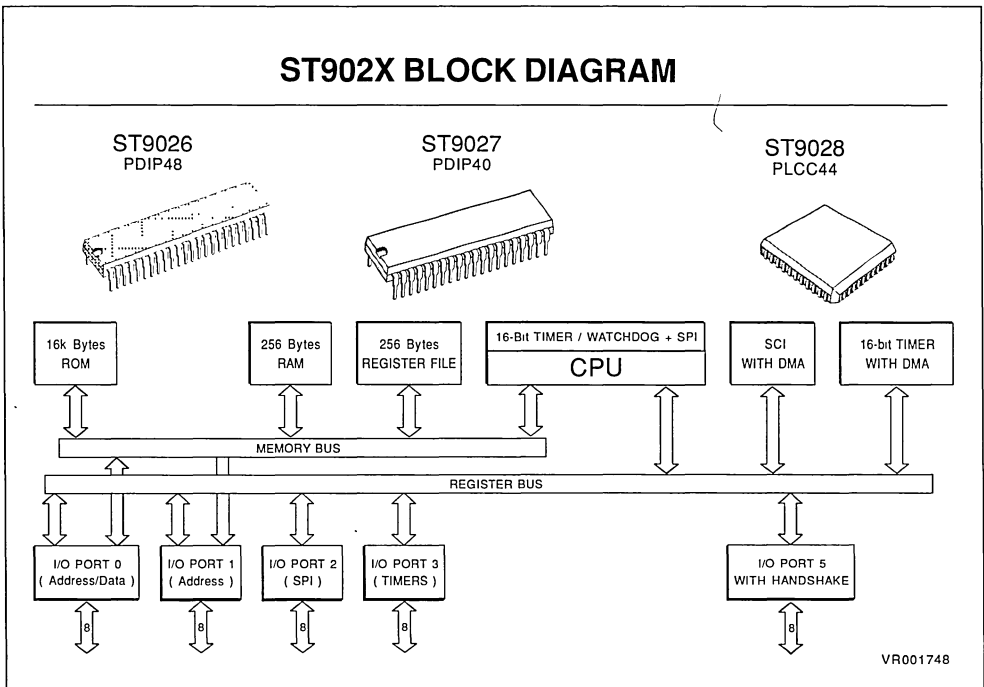 ST902X BLOCK DIAGRAM
ST9026
PDIP48
ST9027
PDIP40
ST9028
PLCC44
16k Bytes
ROM
256 Bytes
RAM
256 Bytes
REGISTER FILE
16-Bit TIMER / WATCHDOG + SPI
CPU
SCI
WITH DMA
16-bit TIMER
WITH DMA
MEMORY BUS
REGISTER BUS
I/O PORT 0
( Address/Data )
I/O PORT 1
( Address )
I/O PORT 2
( SPI )
I/O PORT 3
( TIMERS )
I/O PORT 5
WITH HANDSHAKE
8
8
8
8
8
VR001748